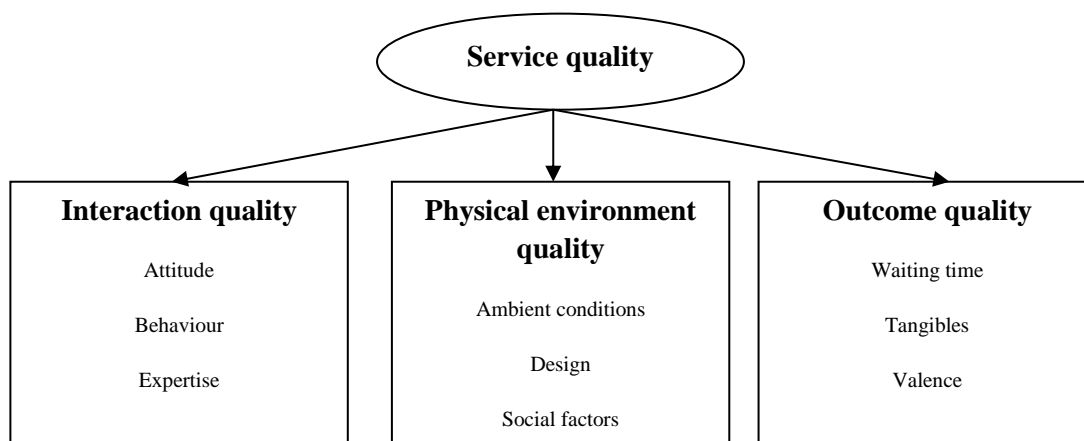 Service quality
Interaction quality
Attitude
Behaviour
Expertise
Physical environment
quality
Ambient conditions
Design
Social factors
Outcome quality
Waiting time
Tangibles
Valence